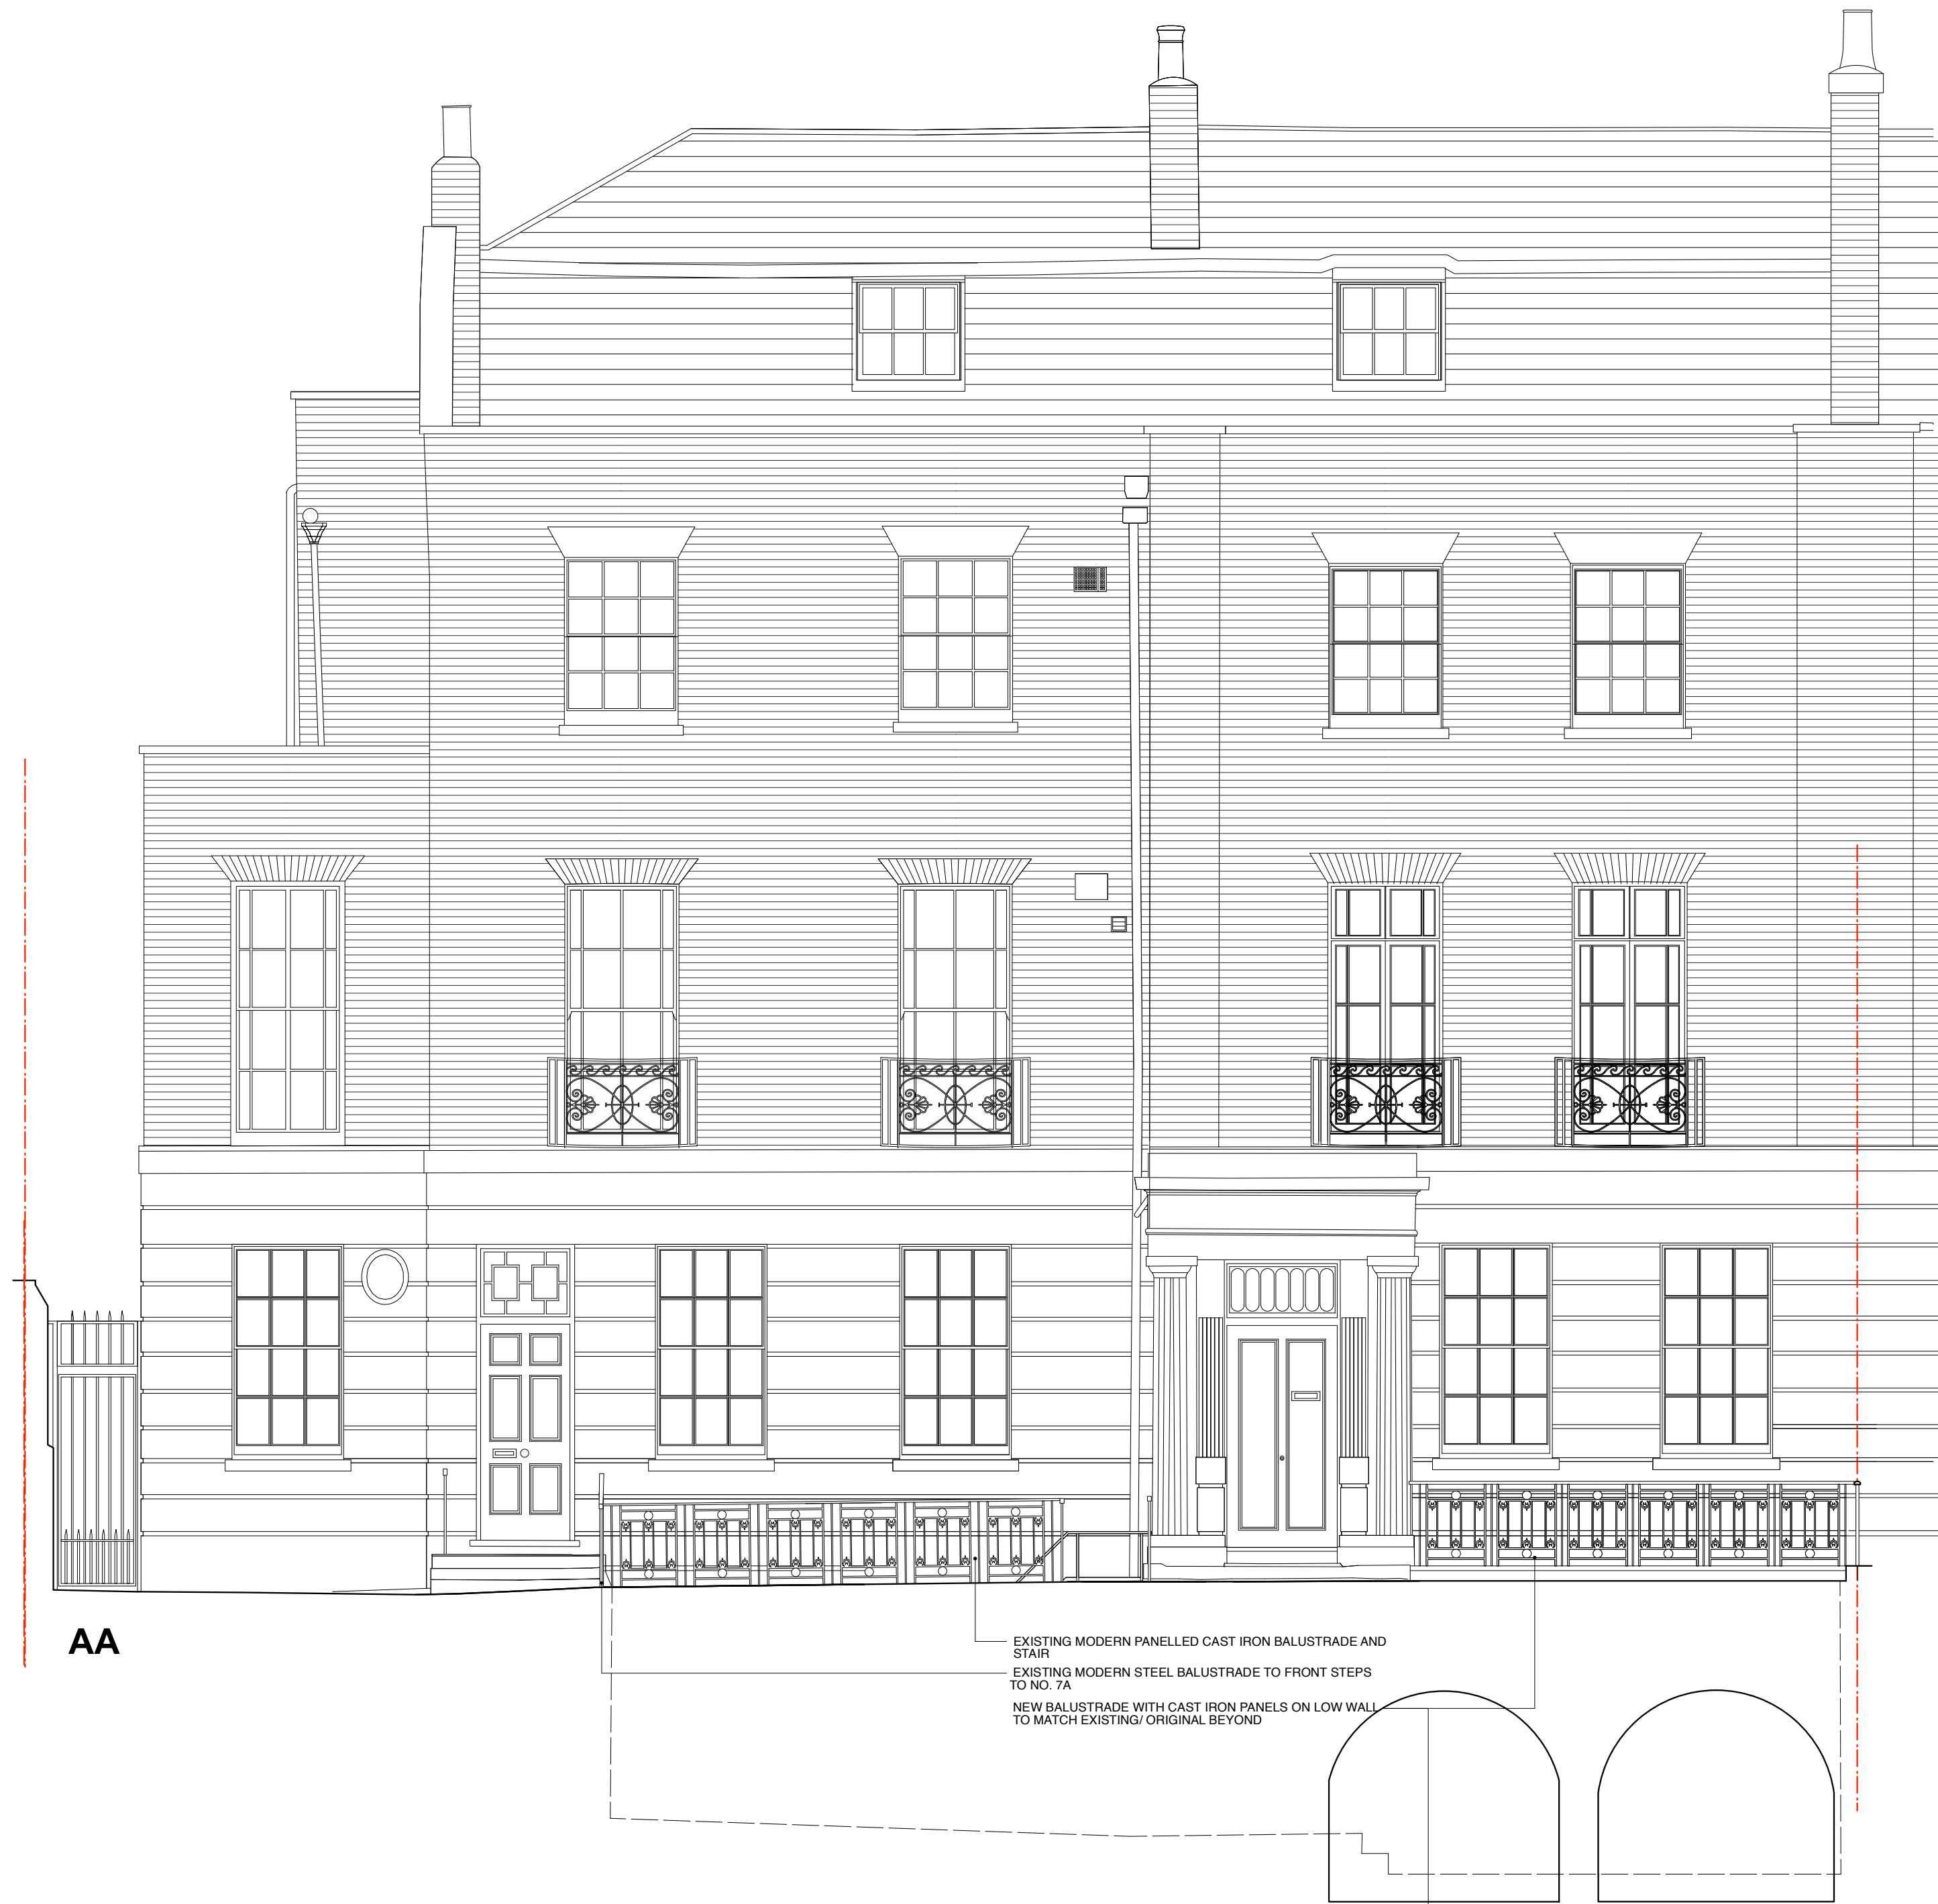 AA
EXISTING MODERN PANELLED CAST IRON BALUSTRADE AND
STAIR
EXISTING MODERN STEEL BALUSTRADE TO FRONT STEPS
TO NO. 7A
NEW BALUSTRADE WITH CAST IRON PANELS ON LOW WALL
TO MATCH EXISTING/ ORIGINAL BEYOND